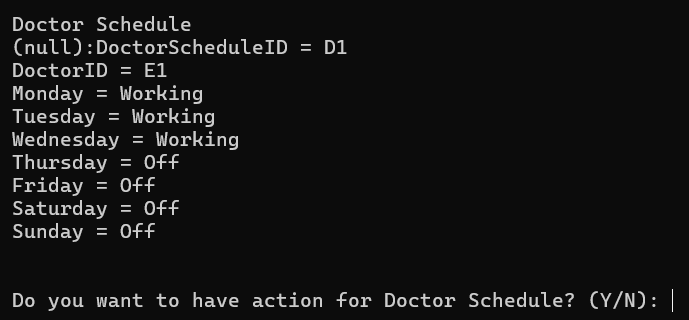 Doctor Schedule
(null):DoctorScheduleID = D1
DoctorID = E1
Monday = Working
Tuesday = Working
Wednesday = Working
Thursday = Off
Friday = Off
Saturday = Off
Sunday = Off
Do you want to have action for Doctor Schedule? (Y/N):